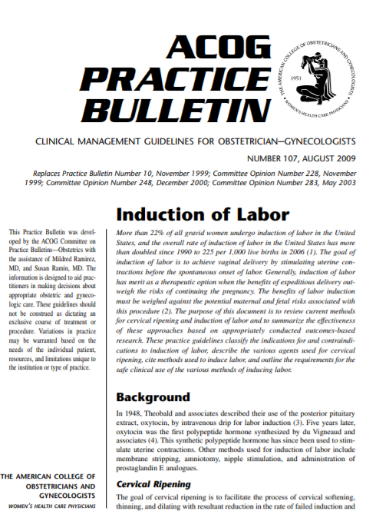 ACOG
PRACTICE
BULLETIN
THE AMERICAN COLLEGE OF OBSTETRICIANS AND GYNECOLOGISTS
1951
WOMEN'S HEALTH CARE PHYSICIANS
CLINICAL MANAGEMENT GUIDELINES FOR OBSTETRICIAN–GYNECOLOGISTS
NUMBER 107, AUGUST 2009
Replaces Practice Bulletin Number 10, November 1999; Committee Opinion Number 228, November
1999; Committee Opinion Number 248, December 2000; Committee Opinion Number 283, May 2003
This Practice Bulletin was devel-
oped by the ACOG Committee on
Practice Bulletins—Obstetrics with
the assistance of Mildred Ramirez,
MD, and Susan Ramin, MD. The
information is designed to aid prac-
titioners in making decisions about
appropriate obstetric and gyneco-
logic care. These guidelines should
not be construed as dictating an
exclusive course of treatment or
procedure. Variations in practice
may be warranted based on the
needs of the individual patient,
resources, and limitations unique to
the institution or type of practice.
THE AMERICAN COLLEGE OF
OBSTETRICIANS AND
GYNECOLOGISTS
WOMEN'S HEALTH CARE PHYSICIANS
Induction of Labor
More than 22% of all gravid women undergo induction of labor in the United
States, and the overall rate of induction of labor in the United States has more
than doubled since 1990 to 225 per 1,000 live births in 2006 (1). The goal of
induction of labor is to achieve vaginal delivery by stimulating uterine con-
tractions before the spontaneous onset of labor. Generally, induction of labor
has merit as a therapeutic option when the benefits of expeditious delivery out-
weigh the risks of continuing the pregnancy. The benefits of labor induction
must be weighed against the potential maternal and fetal risks associated with
this procedure (2). The purpose of this document is to review current methods
for cervical ripening and induction of labor and to summarize the effectiveness
of these approaches based on appropriately conducted outcomes-based
research. These practice guidelines classify the indications for and contraindi-
cations to induction of labor, describe the various agents used for cervical
ripening, cite methods used to induce labor, and outline the requirements for the
safe clinical use of the various methods of inducing labor.
Background
In 1948, Theobald and associates described their use of the posterior pituitary
extract, oxytocin, by intravenous drip for labor induction (3). Five years later,
oxytocin was the first polypeptide hormone synthesized by du Vigneaud and
associates (4). This synthetic polypeptide hormone has since been used to stim-
ulate uterine contractions. Other methods used for induction of labor include
membrane stripping, amniotomy, nipple stimulation, and administration of
prostaglandin E analogues.
Cervical Ripening
The goal of cervical ripening is to facilitate the process of cervical softening,
thinning, and dilating with resultant reduction in the rate of failed induction and